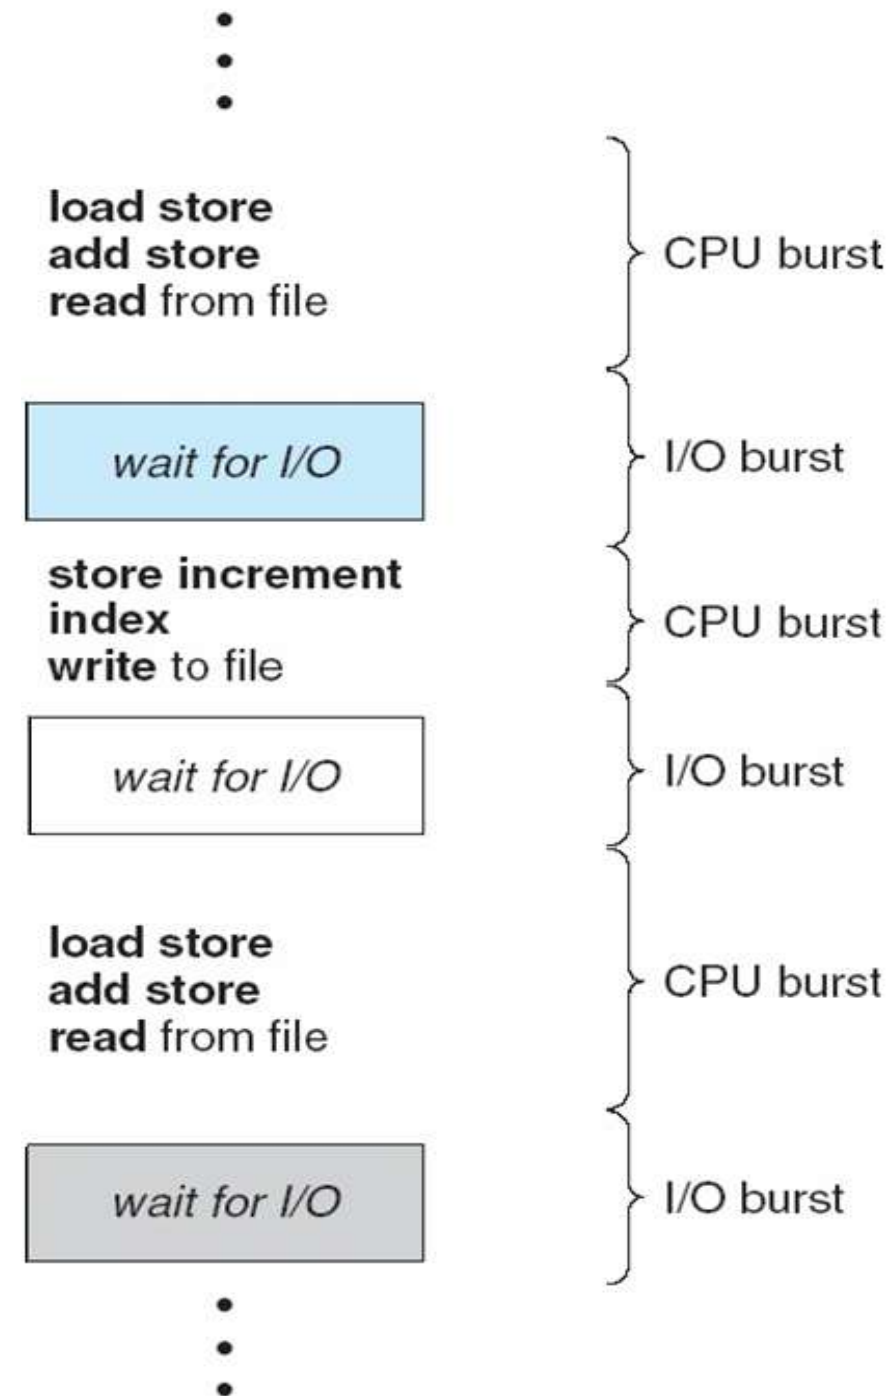 load store
add store
read from file
CPU burst
wait for I/O
I/O burst
store increment
index
write to file
CPU burst
wait for I/O
I/O burst
load store
add store
read from file
CPU burst
wait for I/O
I/O burst